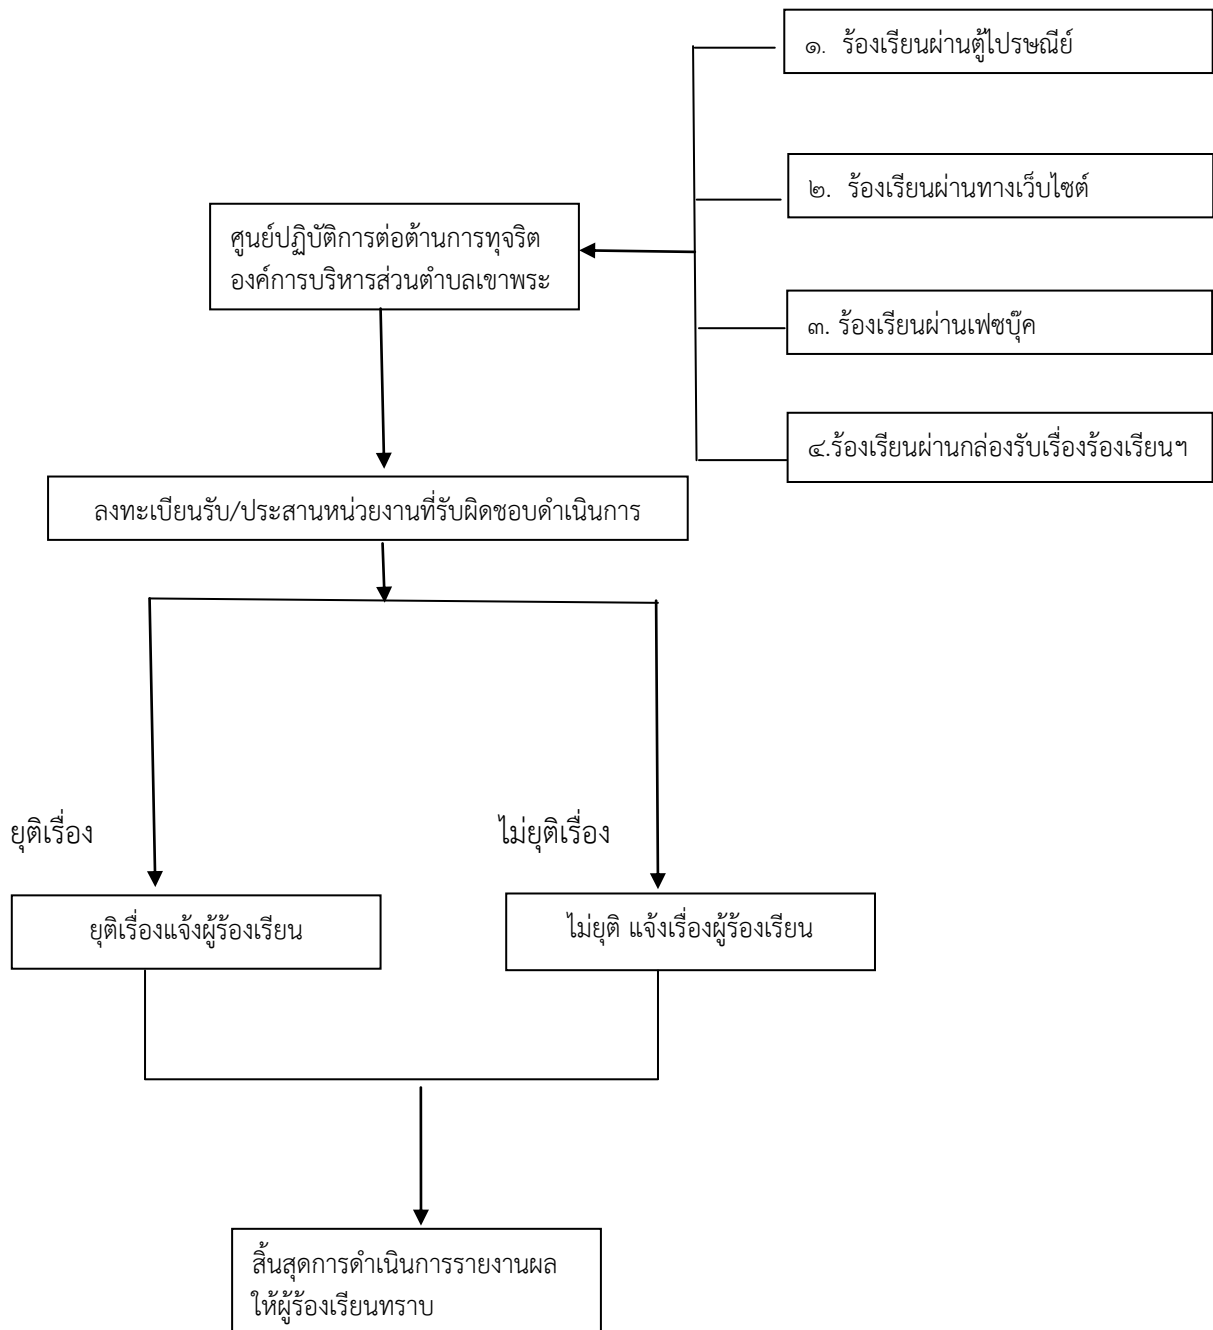 ๑. ร้องเรียนผ่านตู้ไปรษณีย์
๒. ร้องเรียนผ่านทางเว็บไซต์
ศูนย์ปฏิบัติการต่อต้านการทุจริต
องค์การบริหารส่วนตำบลเขาพระ
๓. ร้องเรียนผ่านเฟซบุ๊ค
๔.ร้องเรียนผ่านกล่องรับเรื่องร้องเรียนฯ
ลงทะเบียนรับ/ประสานหน่วยงานที่รับผิดชอบดำเนินการ
ยุติเรื่อง
ไม่ยุติเรื่อง
ยุติเรื่องแจ้งผู้ร้องเรียน
ไม่ยุติ แจ้งเรื่องผู้ร้องเรียน
สิ้นสุดการดำเนินการรายงานผล
ให้ผู้ร้องเรียนทราบ